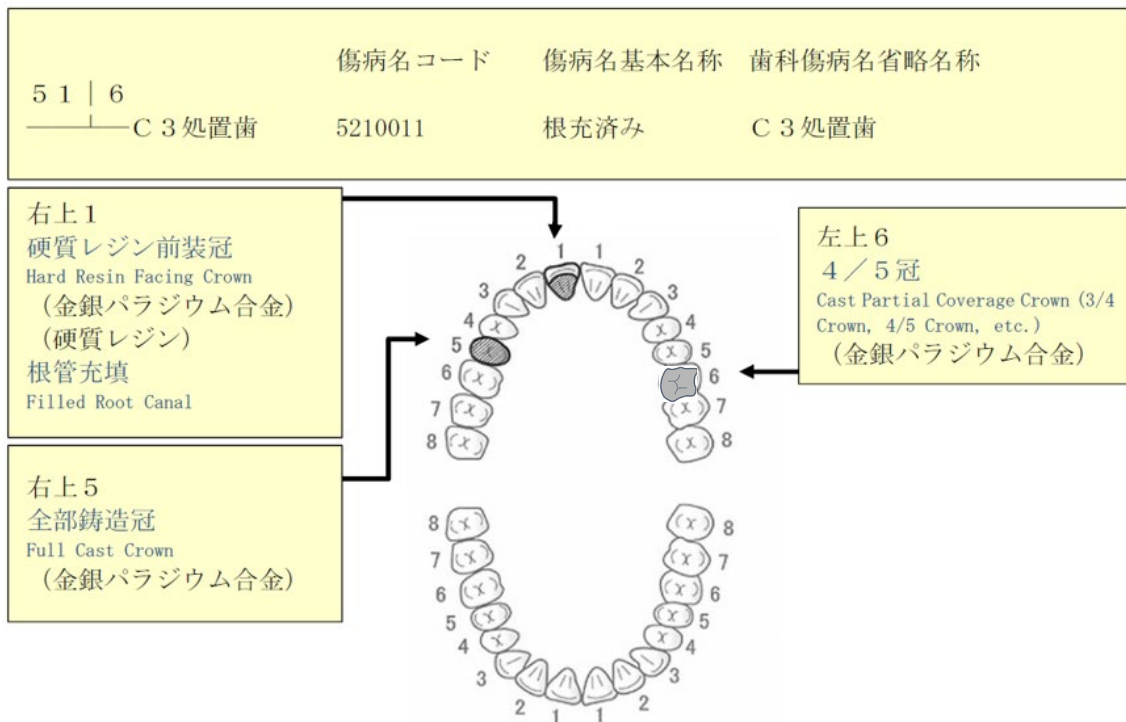 傷病名コード 傷病名基本名称 歯科傷病名省略名称
５１｜６
Ｃ３処置歯 5210011 根充済み Ｃ３処置歯
右上１
硬質レジン前装冠
Hard Resin Facing Crown
（金銀パラジウム合金）
（硬質レジン）
根管充填
Filled Root Canal
右上５
全部鋳造冠
Full Cast Crown
（金銀パラジウム合金）
左上６
４／５冠
Cast Partial Coverage Crown (3/4
Crown, 4/5 Crown, etc.)
（金銀パラジウム合金）
1 1
2 2
3 3
4 4
5 5
6 6
7 7
8 8
8 8
7 7
6 6
5 5
4 4
3 3
2 2
1 1